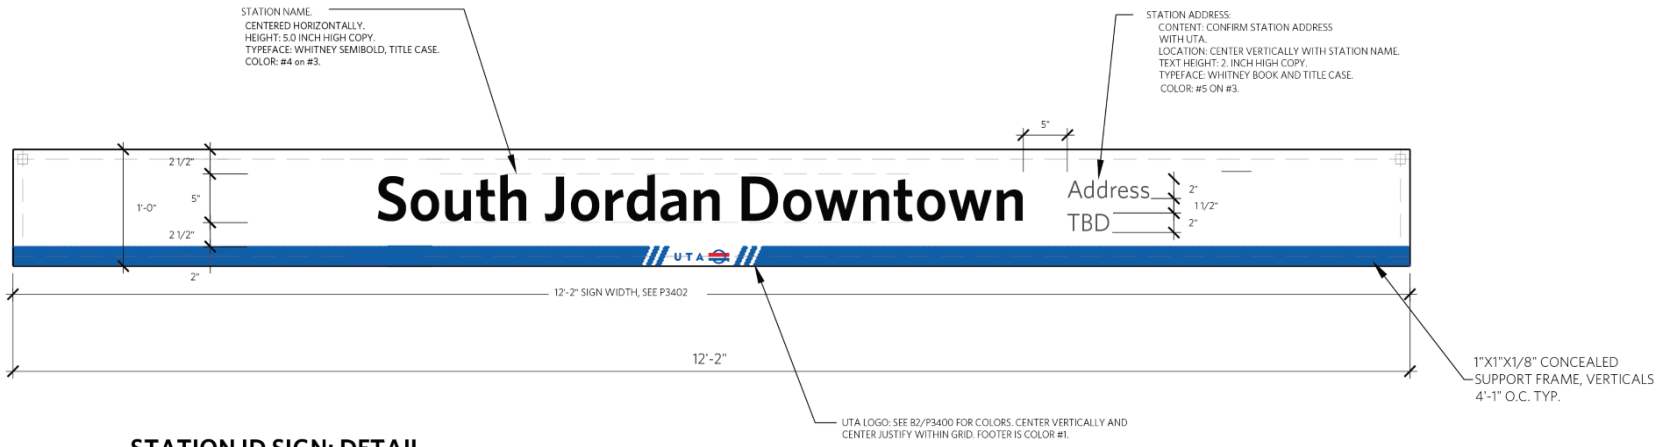 STATION NAME.
CENTERED HORIZONTALLY.
HEIGHT: 5.0 INCH HIGH COPY.
TYPEFACE: WHITNEY SEMIBOLD, TITLE CASE.
COLOR: #4 on #3.
STATION ADDRESS:
CONTENT: CONFIRM STATION ADDRESS
WITH UTA.
LOCATION: CENTER VERTICALLY WITH STATION NAME.
TEXT HEIGHT: 2. INCH HIGH COPY.
TYPEFACE: WHITNEY BOOK AND TITLE CASE.
COLOR: #5 ON #3.
5"
2 1/2"
5"
1'-0"
2 1/2"
2"
South Jordan Downtown
Address
TBD
2"
1 1/2"
2"
UTA
12'-2" SIGN WIDTH, SEE P3402
12'-2"
1"X1"X1/8" CONCEALED
SUPPORT FRAME, VERTICALS
4'-1" O.C. TYP.
UTA LOGO: SEE B2/P3400 FOR COLORS. CENTER VERTICALLY AND
CENTER JUSTIFY WITHIN GRID. FOOTER IS COLOR #1.
STATION ID SIGN: DETAIL